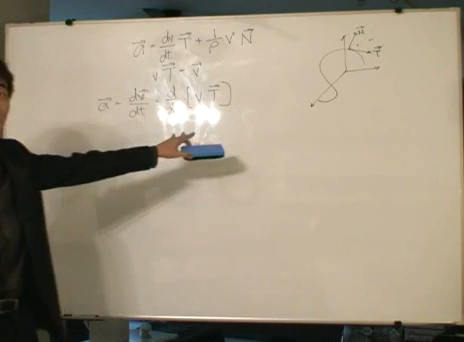 a⃗ = dv/dt T⃗ + 1/ρ v N⃗
v T⃗ = v⃗
a⃗ = dv⃗/dt = d/dt [v T⃗]
N⃗
T⃗